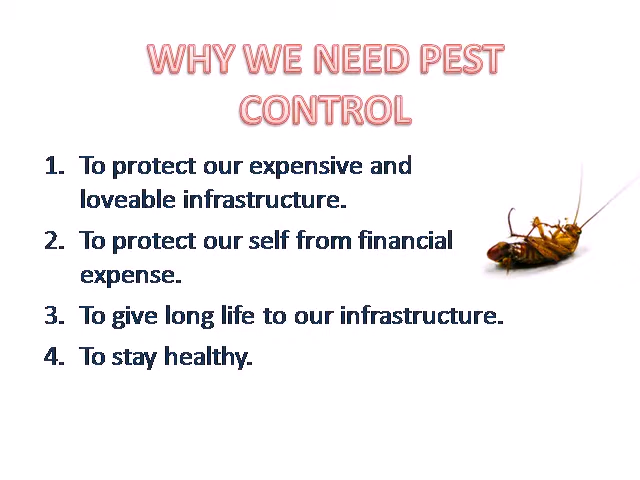 WHY WE NEED PEST
CONTROL
1. To protect our expensive and
loveable infrastructure.
2. To protect our self from financial
expense.
3. To give long life to our infrastructure.
4. To stay healthy.